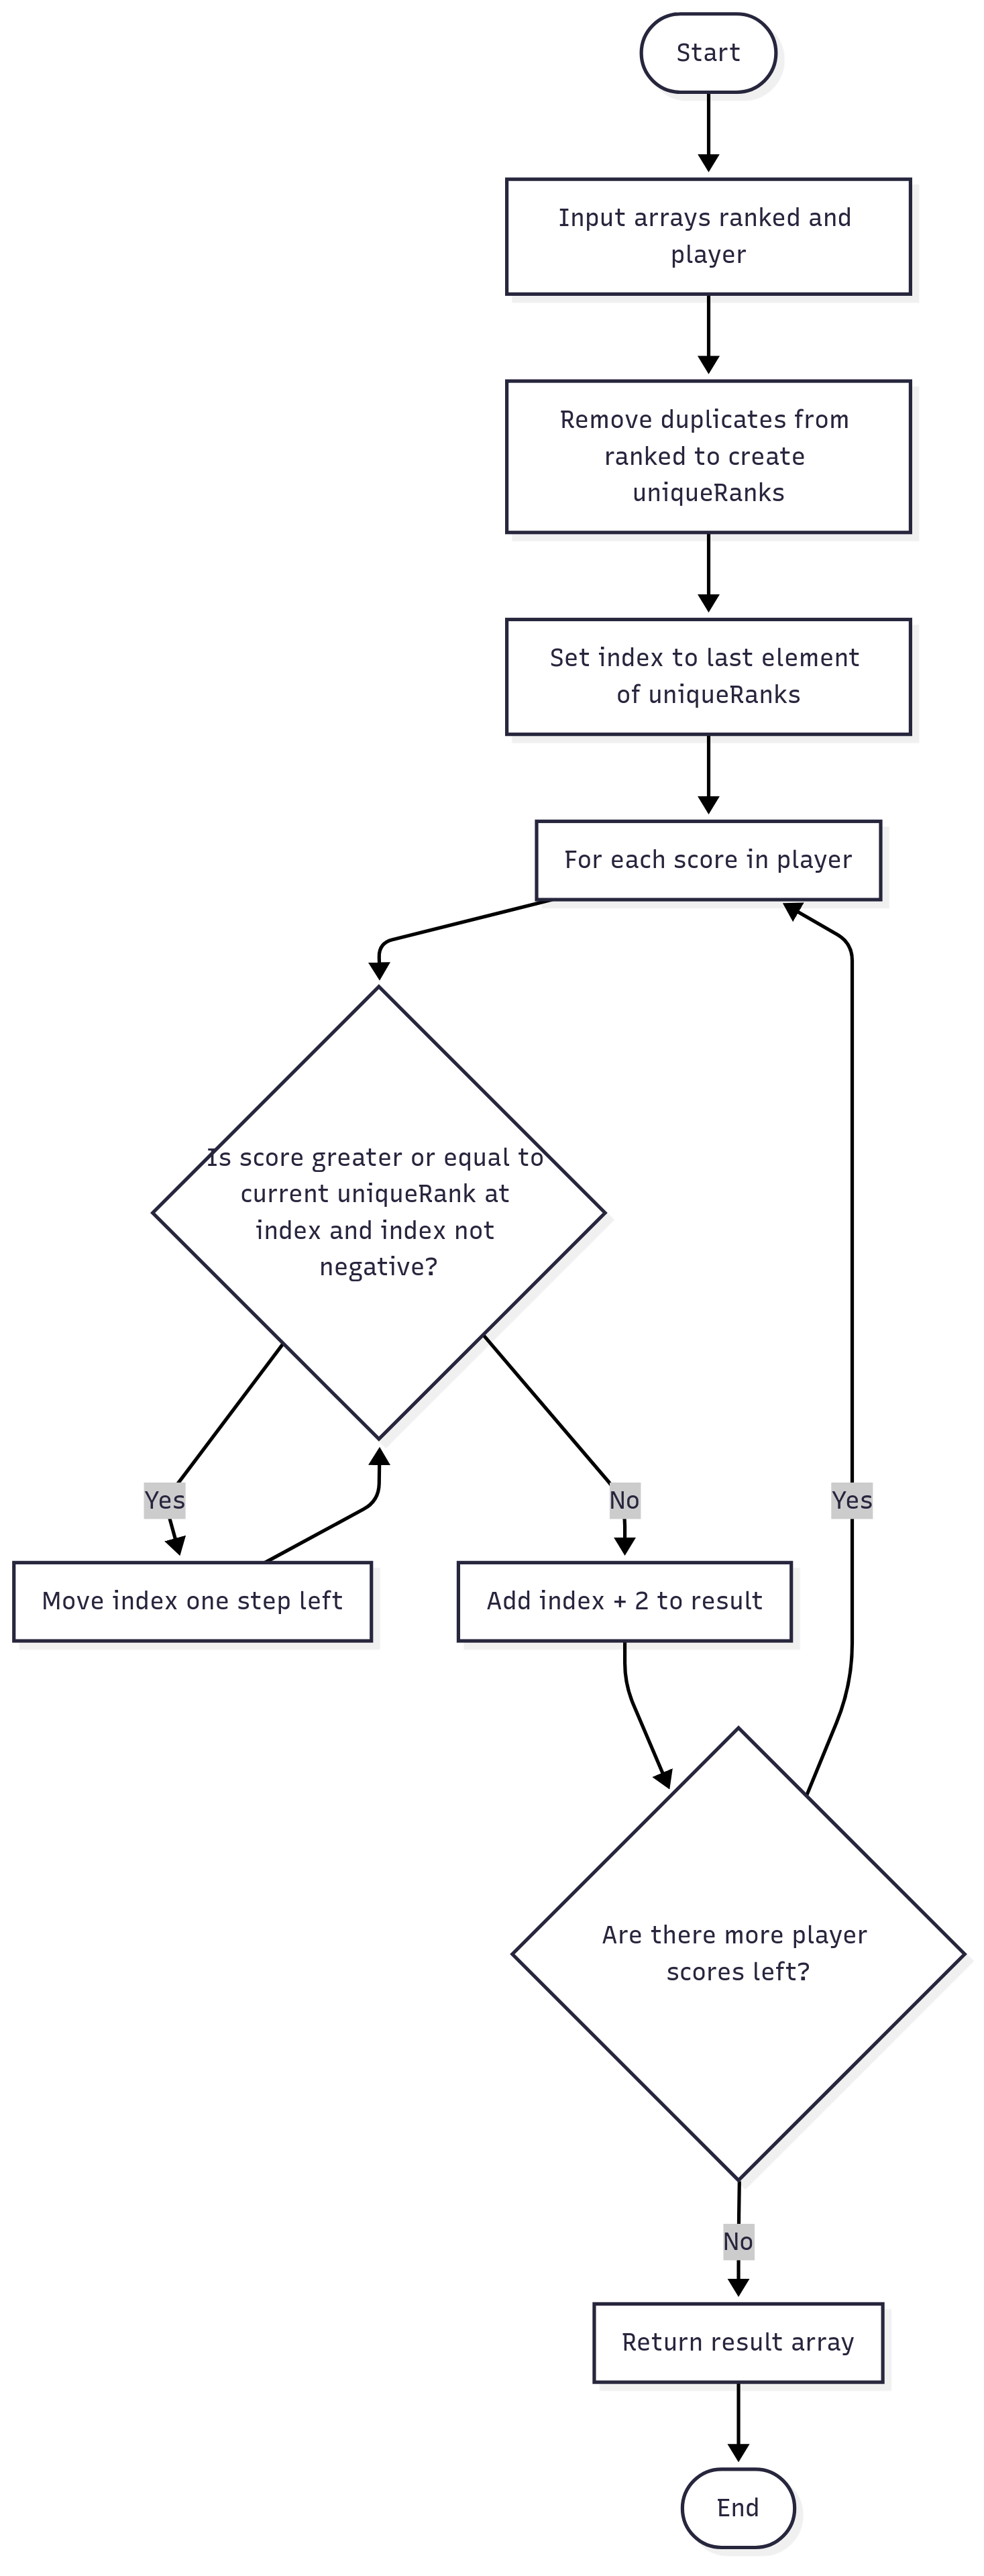 Start
Input arrays ranked and
player
Remove duplicates from
ranked to create
uniqueRanks
Set index to last element
of uniqueRanks
For each score in player
Is score greater or equal to
current uniqueRank at
index and index not
negative?
Yes
No
Yes
Move index one step left
Add index + 2 to result
Are there more player
scores left?
No
Return result array
End